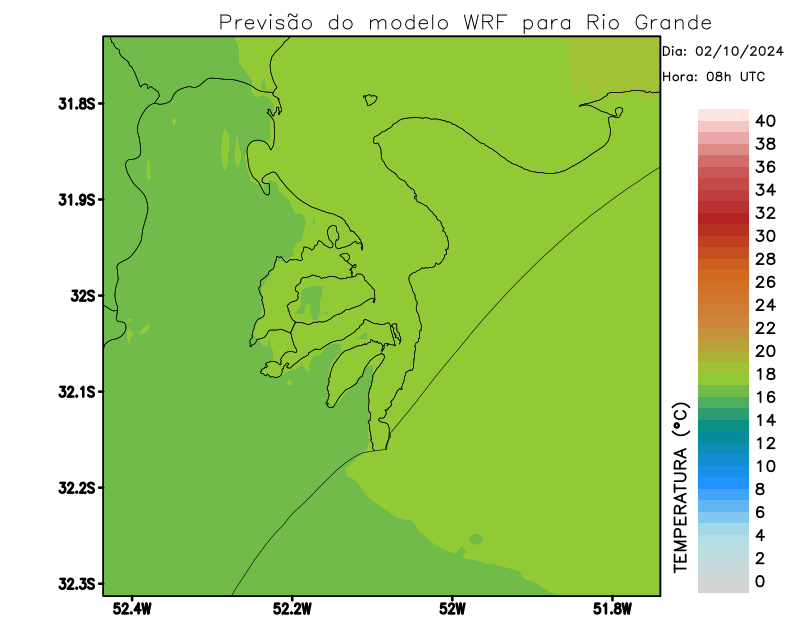 Previsão do modelo WRF para Rio Grande
Dia: 02/10/2024
Hora: 08h UTC
31.8S
31.9S
32S
32.1S
32.2S
32.3S
52.4W
52.2W
52W
51.8W
TEMPERATURA (°C)
40
38
36
34
32
30
28
26
24
22
20
18
16
14
12
10
8
6
4
2
0